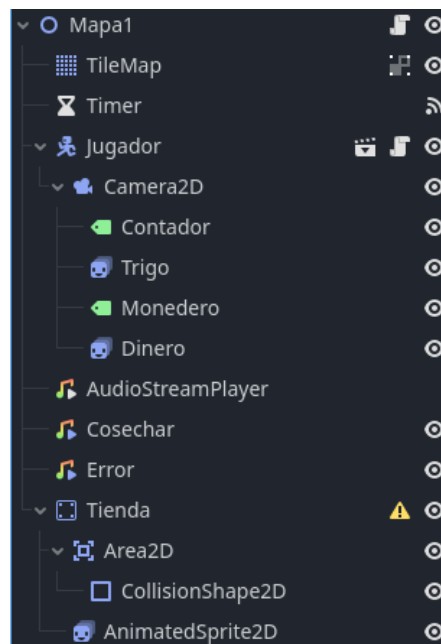 Mapa1
TileMap
Timer
Jugador
Camera2D
Contador
Trigo
Monedero
Dinero
AudioStreamPlayer
Cosechar
Error
Tienda
Area2D
CollisionShape2D
AnimatedSprite2D